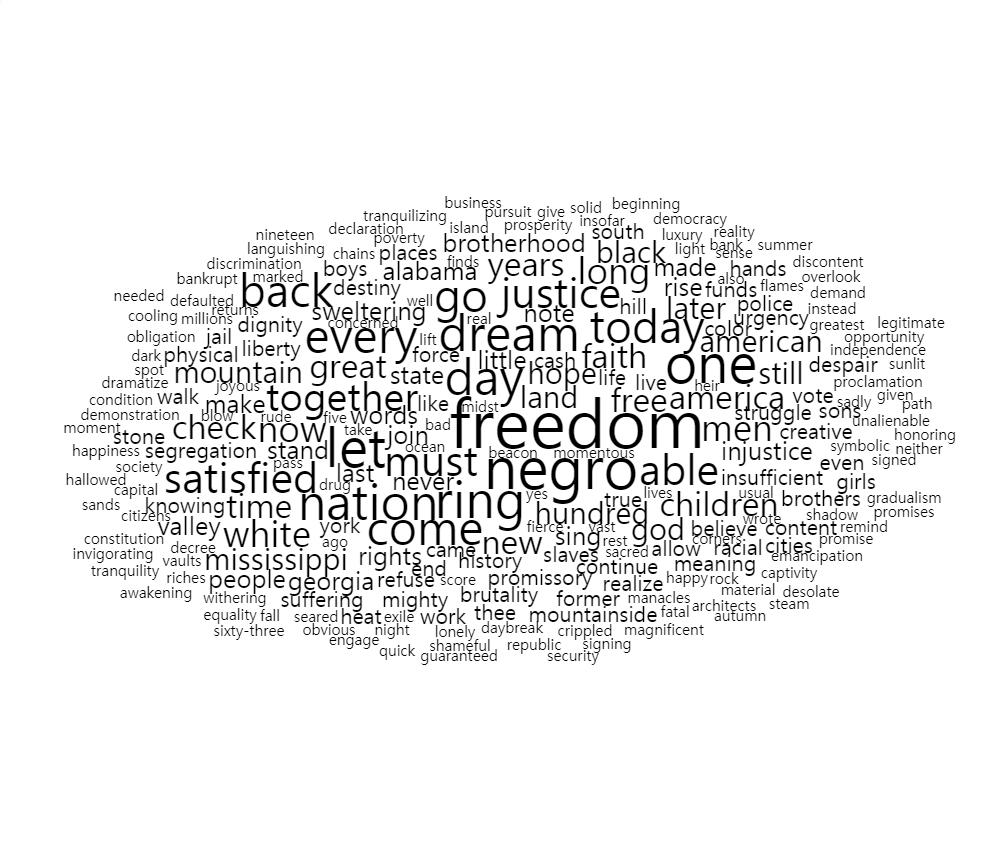 business
tranquilizing pursuit give solid insofar beginning
nineteen declaration island prosperity south luxury democracy reality
languishing poverty brotherhood black light bank sense summer
discrimination chains places finds years long made also hands discontent
bankrupt marked boys alabama rise funds flames overlook
needed defaulted back destiny well go justice hill later police demand
cooling millions returns sweltering real note urgency instead
obligation dignity concerned every lift dream today color greatest legitimate
dark jail liberty force little cash faith american opportunity independence
spot physical great state day hope life one still despair sunlit
dramatize mountain joyous live heir vote proclamation
condition walk make together like midst land free america sadly given path
demonstration blow rude five words bad freedom struggle sons unalienable
moment stone check now take join ocean men creative honoring
happiness segregation stand let must beacon momentous injustice symbolic neither
society pass last negro able even signed
hallowed satisfied drug never insufficient girls
capital knowing time nation ring yes true lives children usual brothers gradualism
sands citizens hundred wrote shadow promises
constitution valley white york come fierce sing vast god believe content remind
invigorating decree ago new rest corners racial cities promise
vaults mississippi rights came history slaves sacred allow emancipation
tranquility riches people georgia refuse end score promissory continue realize meaning happy rock captivity
awakening withering suffering mighty brutality former manacles material desolate
equality fall seared heat exile work thee mountainside fatal architects autumn steam
sixty-three obvious night lonely daybreak crippled magnificent
engage quick shameful republic signing
guaranteed security